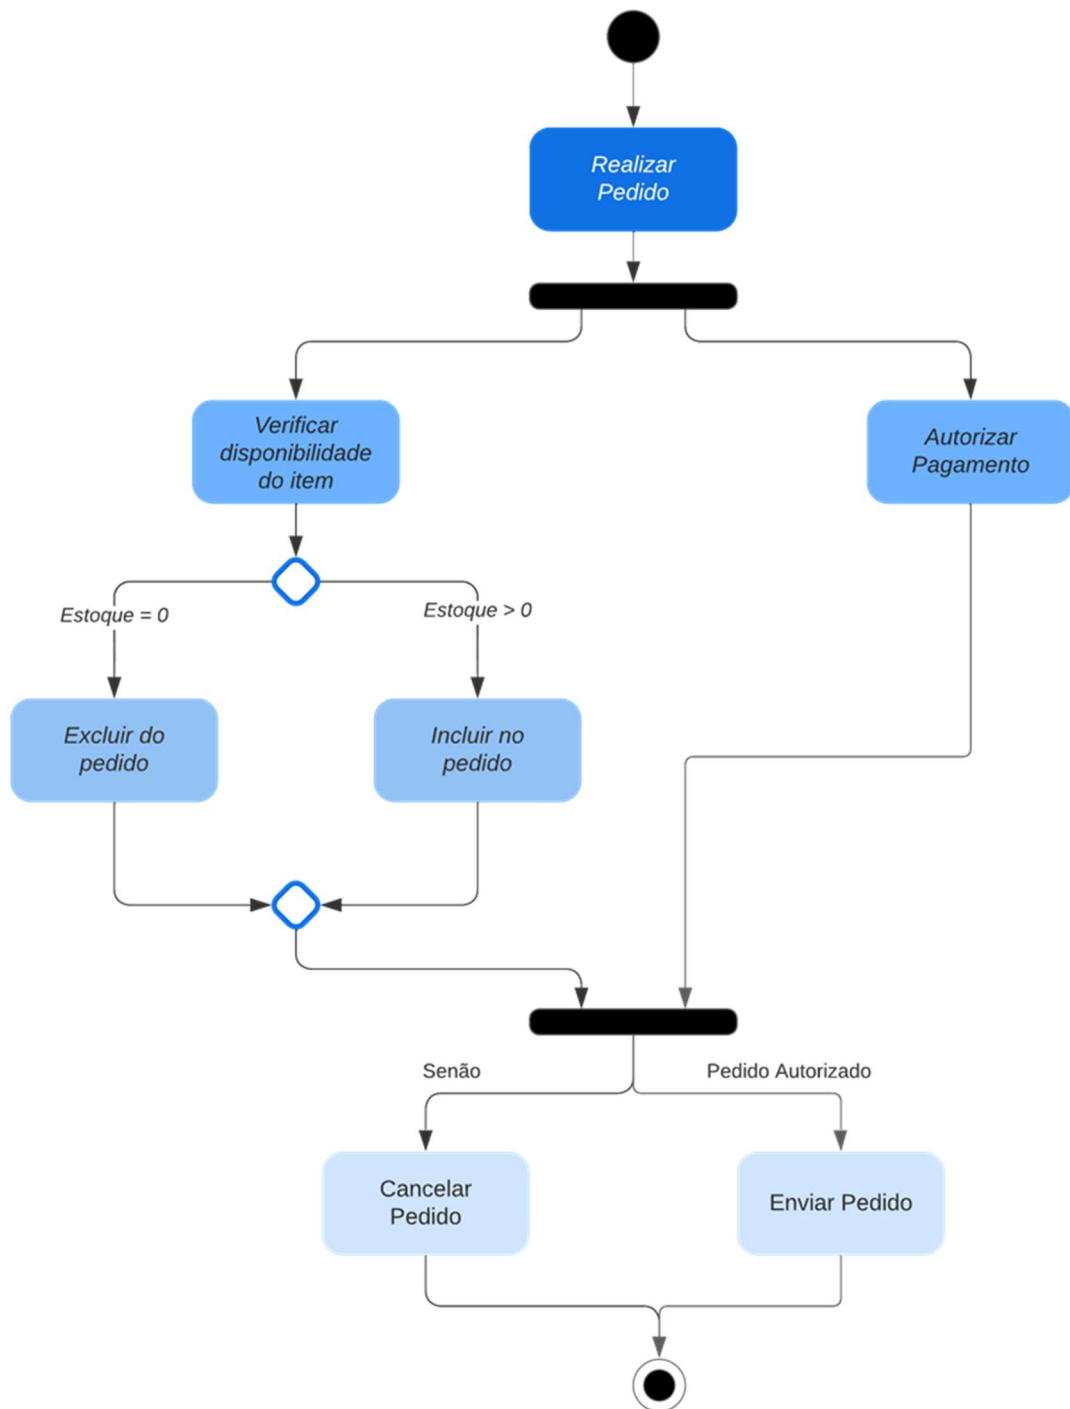 Realizar
Pedido
Verificar
disponibilidade
do item
Autorizar
Pagamento
Estoque = 0
Estoque > 0
Excluir do
pedido
Incluir no
pedido
Senão
Pedido Autorizado
Cancelar
Pedido
Enviar Pedido